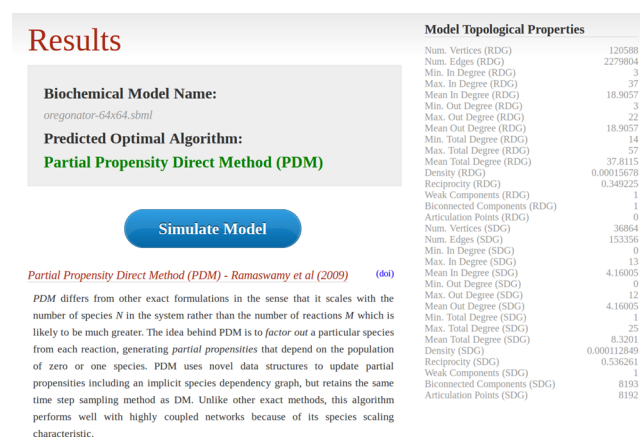 Results
Biochemical Model Name:
oregonator-64x64.sbml
Predicted Optimal Algorithm:
Partial Propensity Direct Method (PDM)
Simulate Model
Partial Propensity Direct Method (PDM) - Ramaswamy et al (2009) (doi)
PDM differs from other exact formulations in the sense that it scales with the
number of species N in the system rather than the number of reactions M which is
likely to be much greater. The idea behind PDM is to factor out a particular species
from each reaction, generating partial propensities that depend on the population
of zero or one species. PDM uses novel data structures to update partial
propensities including an implicit species dependency graph, but retains the same
time step sampling method as DM. Unlike other exact methods, this algorithm
performs well with highly coupled networks because of its species scaling
characteristic.
Model Topological Properties
Num. Vertices (RDG) 120588
Num. Edges (RDG) 2279804
Min. In Degree (RDG) 3
Max. In Degree (RDG) 37
Mean In Degree (RDG) 18.9057
Min. Out Degree (RDG) 3
Max. Out Degree (RDG) 22
Mean Out Degree (RDG) 18.9057
Min. Total Degree (RDG) 14
Max. Total Degree (RDG) 57
Mean Total Degree (RDG) 37.8115
Density (RDG) 0.00015678
Reciprocity (RDG) 0.349225
Weak Components (RDG) 1
Biconnected Components (RDG) 1
Articulation Points (RDG) 0
Num. Vertices (SDG) 36864
Num. Edges (SDG) 153356
Min. In Degree (SDG) 0
Max. In Degree (SDG) 13
Mean In Degree (SDG) 4.16005
Min. Out Degree (SDG) 0
Max. Out Degree (SDG) 12
Mean Out Degree (SDG) 4.16005
Min. Total Degree (SDG) 1
Max. Total Degree (SDG) 25
Mean Total Degree (SDG) 8.3201
Density (SDG) 0.000112849
Reciprocity (SDG) 0.536261
Weak Components (SDG) 1
Biconnected Components (SDG) 8193
Articulation Points (SDG) 8192